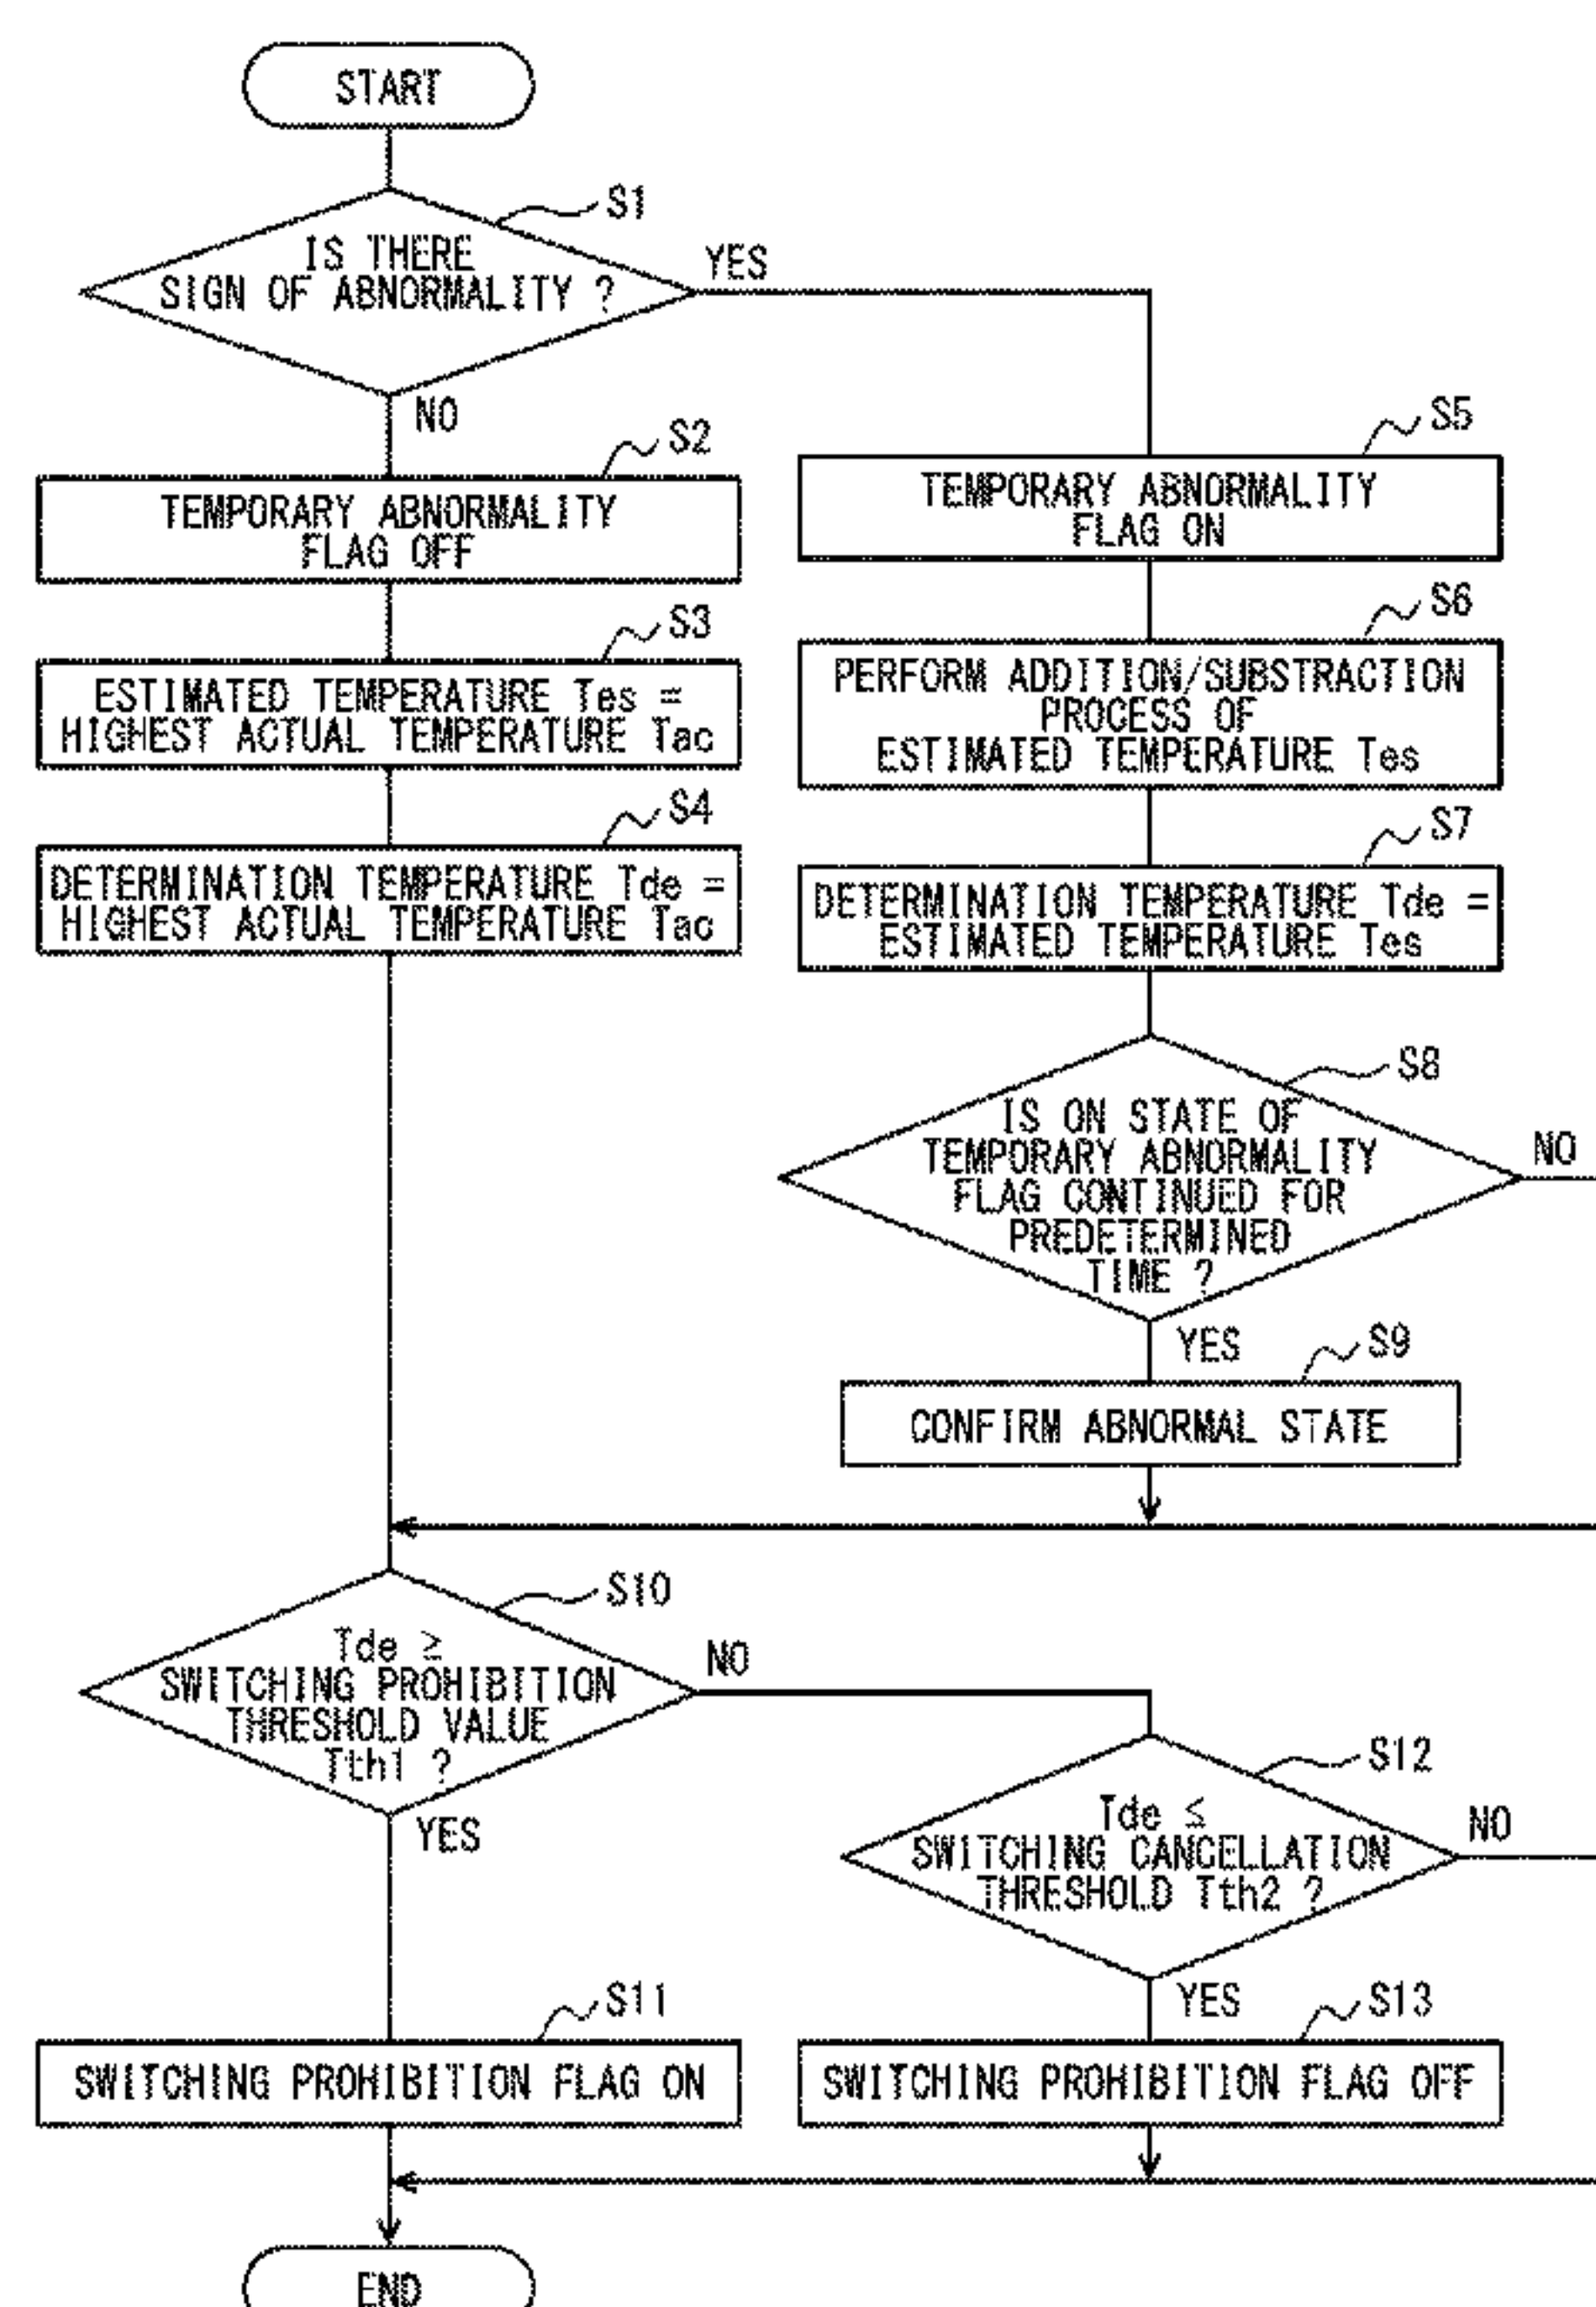 START
S1
IS THERE
SIGN OF ABNORMALITY ?
YES
NO
S2
TEMPORARY ABNORMALITY
FLAG OFF
S3
ESTIMATED TEMPERATURE Tes =
HIGHEST ACTUAL TEMPERATURE Tac
S4
DETERMINATION TEMPERATURE Tde =
HIGHEST ACTUAL TEMPERATURE Tac
S5
TEMPORARY ABNORMALITY
FLAG ON
S6
PERFORM ADDITION/SUBSTRACTION
PROCESS OF
ESTIMATED TEMPERATURE Tes
S7
DETERMINATION TEMPERATURE Tde =
ESTIMATED TEMPERATURE Tes
S8
IS ON STATE OF
TEMPORARY ABNORMALITY
FLAG CONTINUED FOR
PREDETERMINED
TIME ?
NO
YES
S9
CONFIRM ABNORMAL STATE
S10
Tde ≥
SWITCHING PROHIBITION
THRESHOLD VALUE
Tth1 ?
NO
YES
S11
SWITCHING PROHIBITION FLAG ON
S12
Tde ≤
SWITCHING CANCELLATION
THRESHOLD Tth2 ?
NO
YES
S13
SWITCHING PROHIBITION FLAG OFF
END